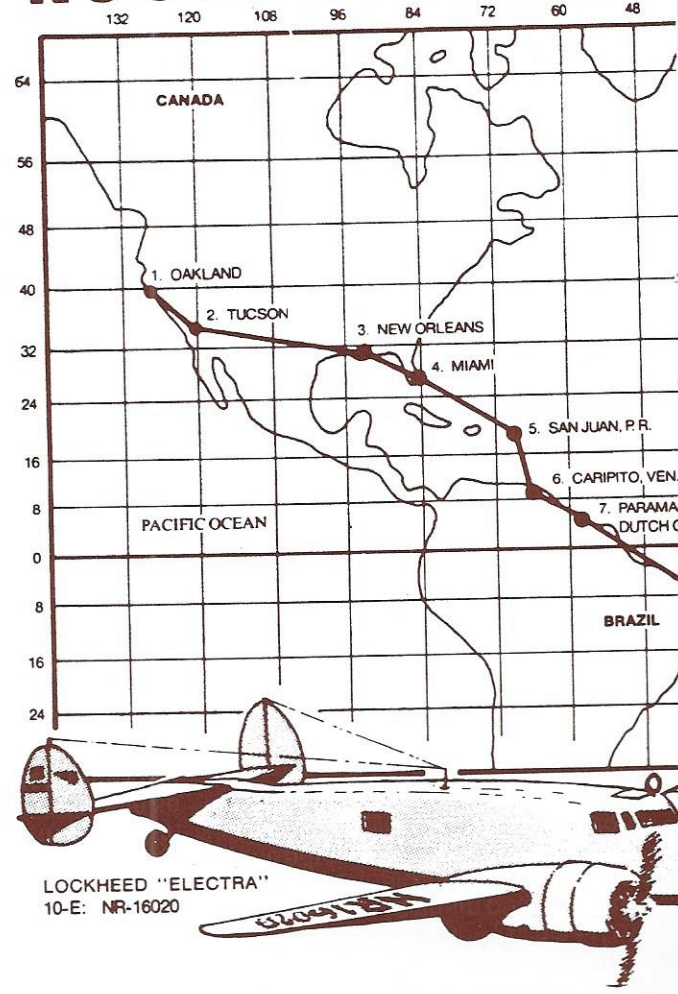 132 120 108 96 84 72 60 48
64
CANADA
56
48
40
1. OAKLAND
2. TUCSON
32
3. NEW ORLEANS
4. MIAMI
24
5. SAN JUAN, P.R.
16
6. CARIPITO, VEN.
8
7. PARAMA
DUTCH
PACIFIC OCEAN
0
8
BRAZIL
16
24
LOCKHEED "ELECTRA"
10-E: NR-16020
NR16020